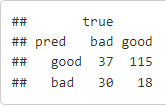 ##       true
## pred   bad good
##   good  37  115
##   bad   30   18